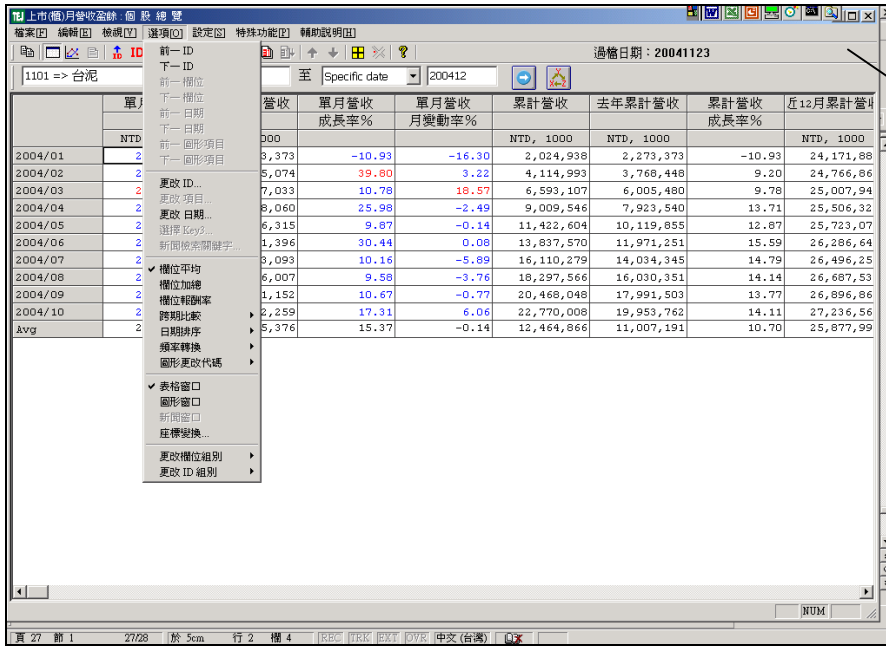 TEJ 上市(櫃)月營收盈餘 : 個 股 總 覽
檔案[F] 編輯[E] 檢視[V] 選項[O] 設定[S] 特殊功能[P] 輔助說明[H]
ID ID 過檔日期：20041123
1101 => 台泥 至 Specific date 200412
單月 營收 單月營收 單月營收 累計營收 去年累計營收 累計營收 近12月累計營收
成長率% 月變動率% 成長率%
NTD 000 NTD, 1000 NTD, 1000 NTD, 1000
2004/01 2 3,373 -10.93 -16.30 2,024,938 2,273,373 -10.93 24,171,88
2004/02 2 5,074 39.80 3.22 4,114,993 3,768,448 9.20 24,766,86
2004/03 2 7,033 10.78 18.57 6,593,107 6,005,480 9.78 25,007,94
2004/04 2 8,060 25.98 -2.49 9,009,546 7,923,540 13.71 25,506,32
2004/05 2 6,315 9.87 -0.14 11,422,604 10,119,855 12.87 25,723,07
2004/06 2 1,396 30.44 0.08 13,837,570 11,971,251 15.59 26,286,64
2004/07 2 3,093 10.16 -5.89 16,110,279 14,034,345 14.79 26,496,25
2004/08 2 6,007 9.58 -3.76 18,297,566 16,030,351 14.14 26,687,53
2004/09 2 1,152 10.67 -0.77 20,468,048 17,991,503 13.77 26,896,86
2004/10 2 2,259 17.31 6.06 22,770,008 19,953,762 14.11 27,236,56
Avg 2 5,376 15.37 -0.14 12,464,866 11,007,191 10.70 25,877,99
前一 ID
下一 ID
前一 欄位
下一 欄位
前一 日期
下一 日期
前一 圖形項目
下一 圖形項目
更改 ID...
更改 項目...
更改 日期...
選擇 Key3...
新聞檢索關鍵字...
✓ 欄位平均
欄位加總
欄位報酬率
跨期比較
日期排序
頻率轉換
圖形更改代碼
✓ 表格窗口
圖形窗口
新聞窗口
座標變換...
更改欄位組別
更改 ID 組別
NUM
頁 27 節 1 27/28 於 5cm 行 2 欄 4 REC TRK EXT OVR 中文 (台灣)